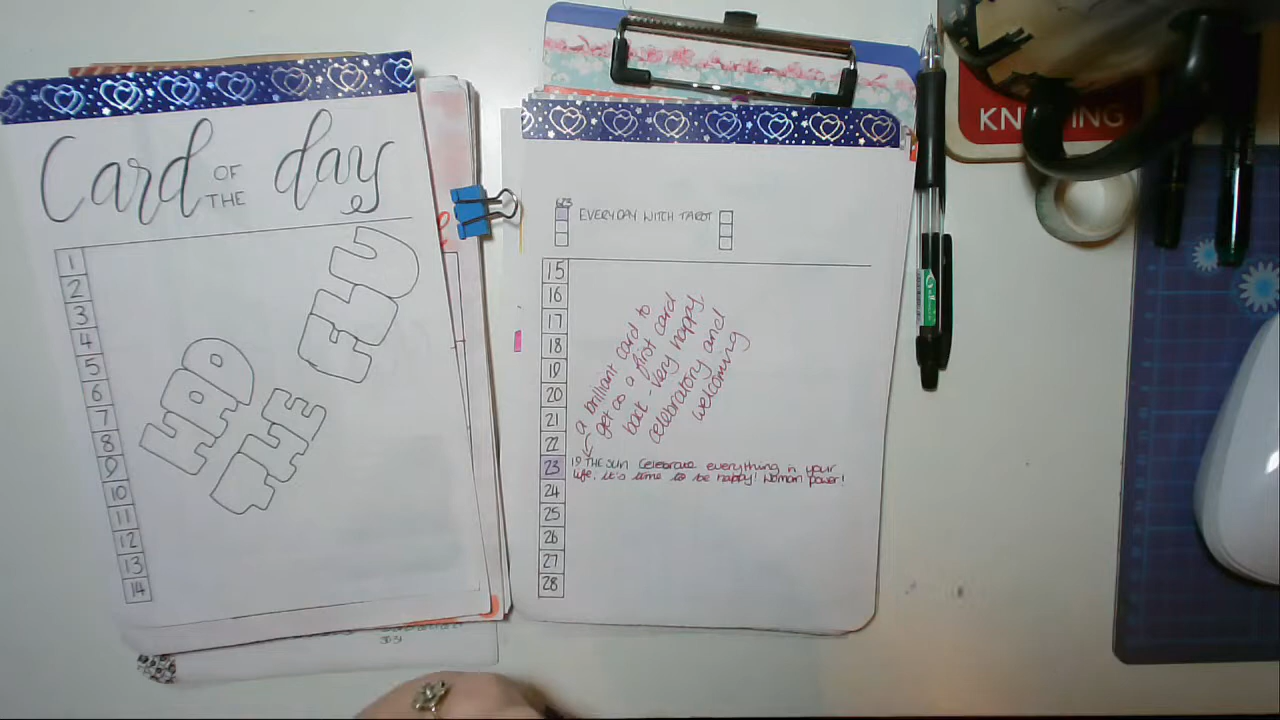 Card OF THE day
1
2
3
4
5
6
7
8
9
10
11
12
13
14
HAD
THE
FLU
EVERYDAY WITH TAROT
15
16
17
18
19
20
21
22
23
24
25
26
27
28
a brilliant card to
get as a first card
back - very happy
celebratory and
welcoming
19 THE SUN Celebrate everything in your
life. it's time to be happy! Woman power!
30 31
KN